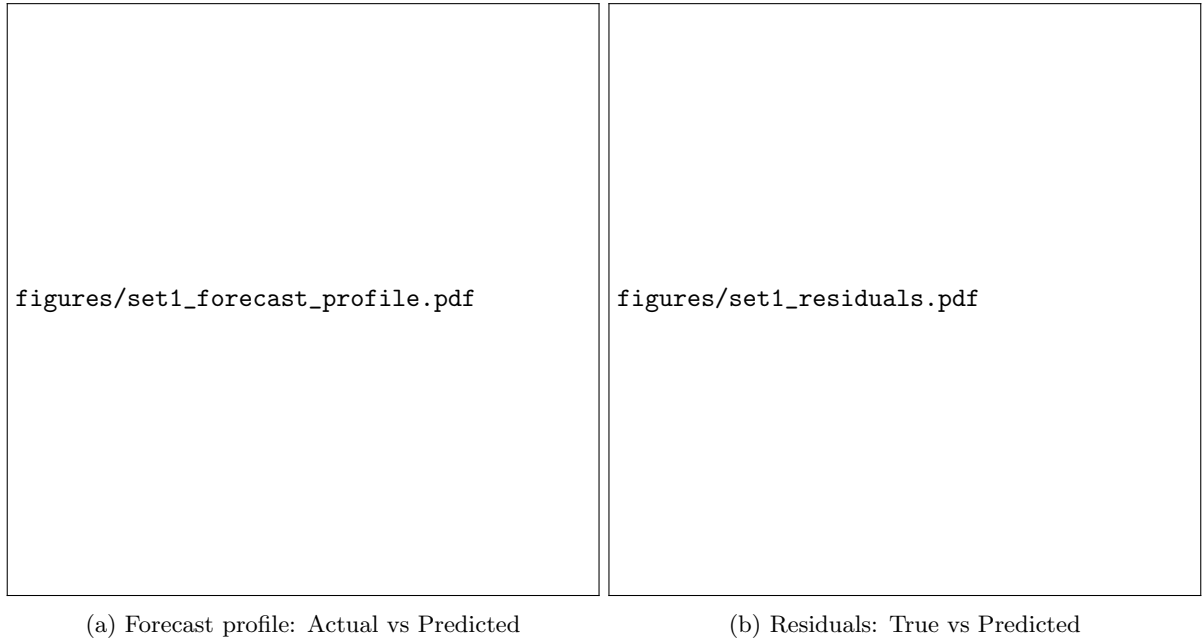 figures/set1_forecast_profile.pdf
figures/set1_residuals.pdf
(a) Forecast profile: Actual vs Predicted
(b) Residuals: True vs Predicted